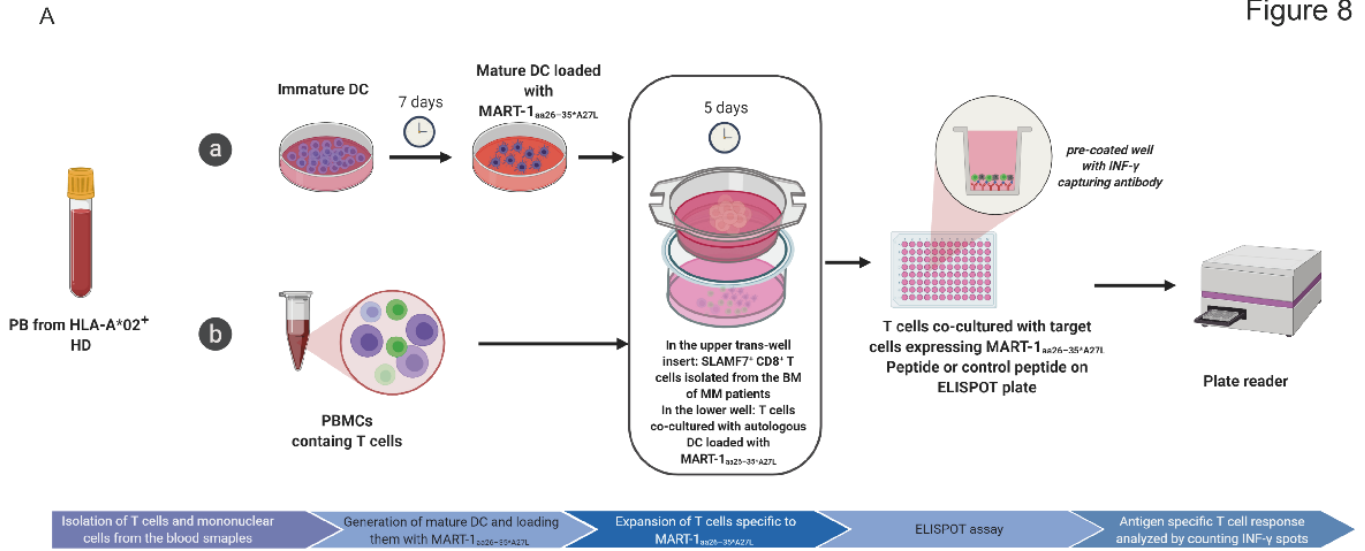 A
Figure 8
Immature DC
7 days
Mature DC loaded
with
MART-1aa26–35*A27L
5 days
pre-coated well
with INF-γ
capturing antibody
a
b
PB from HLA-A*02+
HD
PBMCs
containg T cells
In the upper trans-well
insert: SLAMF7+ CD8+ T
cells isolated from the BM
of MM patients
In the lower well: T cells
co-cultured with autologous
DC loaded with
MART-1aa26–35*A27L
T cells co-cultured with target
cells expressing MART-1aa26–35*A27L
Peptide or control peptide on
ELISPOT plate
Plate reader
Isolation of T cells and mononuclear
cells from the blood smaples
Generation of mature DC and loading
them with MART-1aa26–35*A27L
Expansion of T cells specific to
MART-1aa26–35*A27L
ELISPOT assay
Antigen specific T cell response
analyzed by counting INF-γ spots